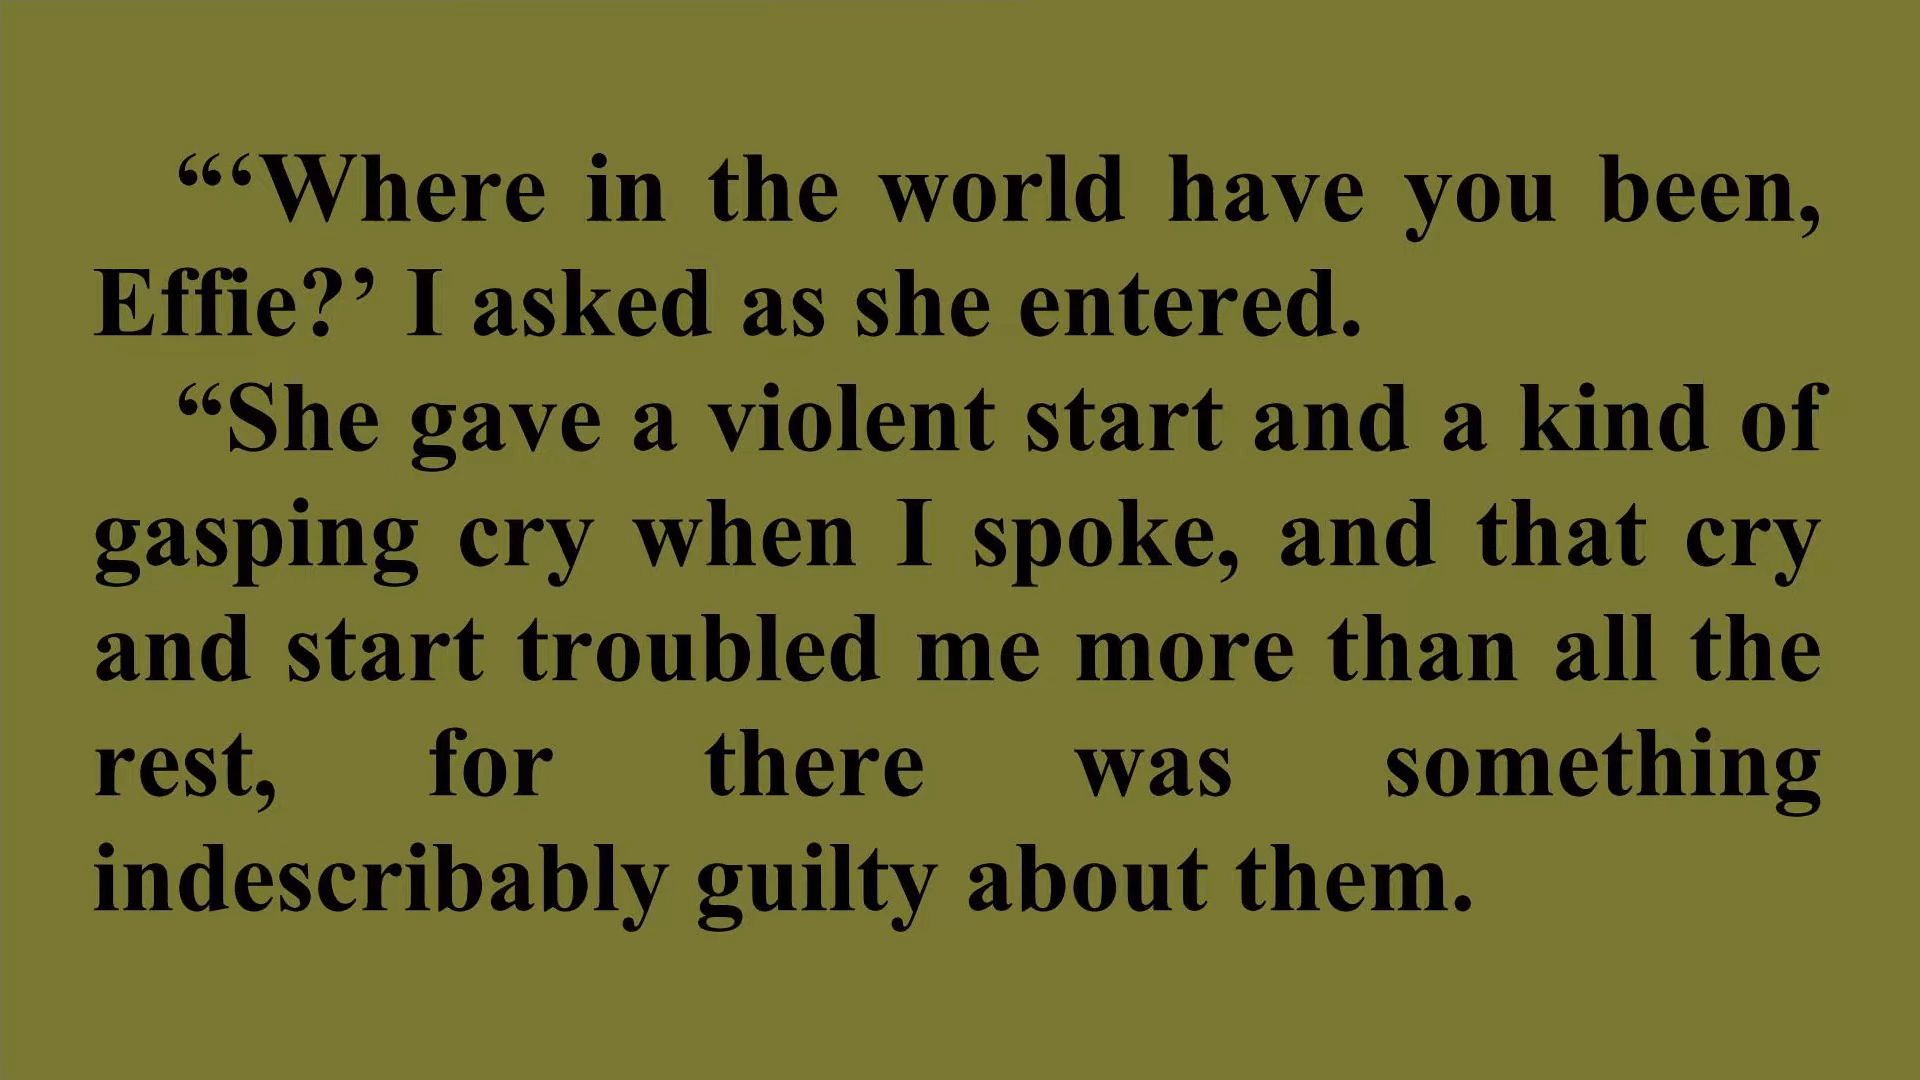 “‘Where in the world have you been,
Effie?’ I asked as she entered.
“She gave a violent start and a kind of
gasping cry when I spoke, and that cry
and start troubled me more than all the
rest, for there was something
indescribably guilty about them.